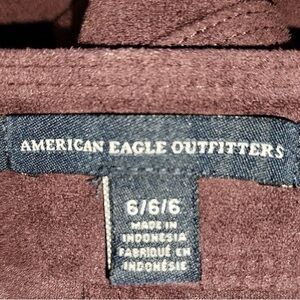 AMERICAN EAGLE OUTFITTERS
6/6/6
MADE IN
INDONESIA
FABRIQUÉ EN
INDONÉSIE